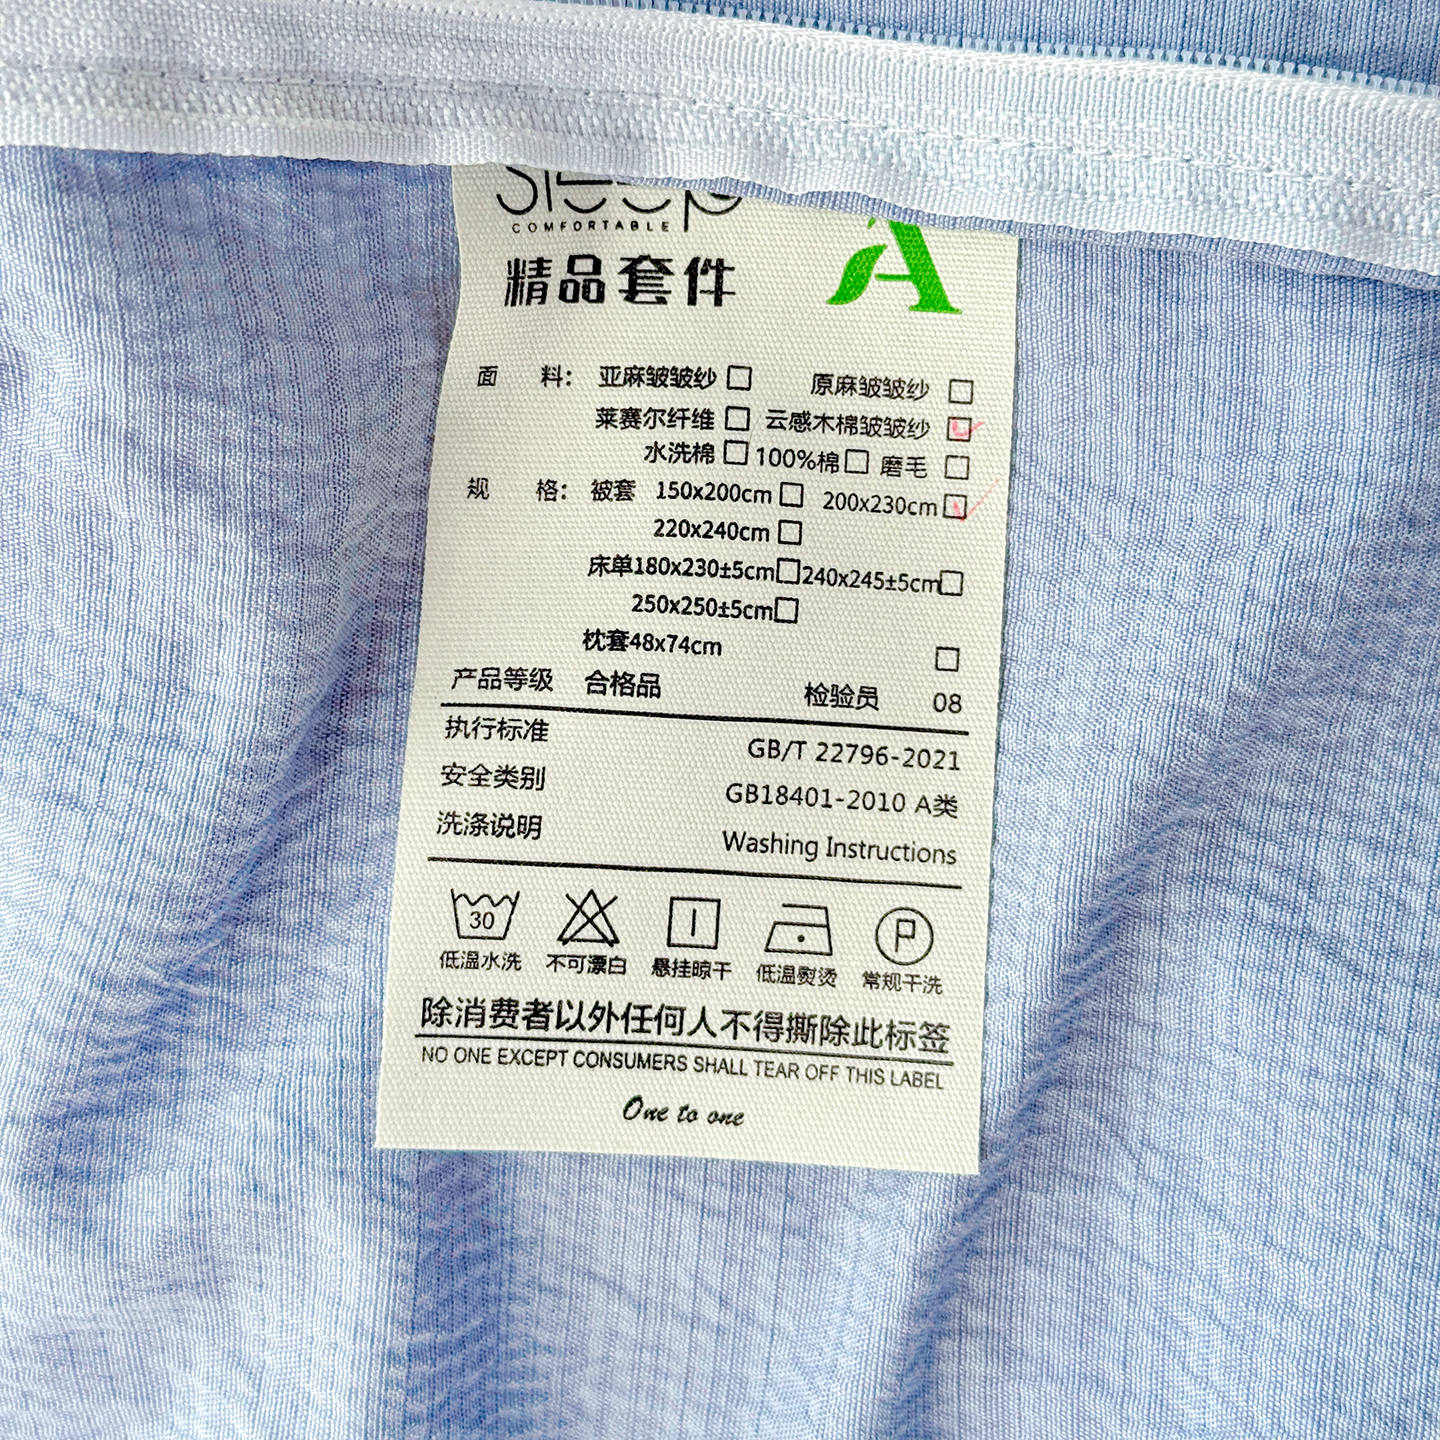 Sleep
COMFORTABLE
A
精品套件
面 料： 亚麻皱皱纱□ 原麻皱皱纱□
莱赛尔纤维□ 云感木棉皱皱纱☑
水洗棉□ 100%棉□ 磨毛□
规 格： 被套 150x200cm□ 200x230cm☑
220x240cm□
床单180x230±5cm□ 240x245±5cm□
250x250±5cm□
枕套48x74cm □
产品等级 合格品 检验员 08
执行标准 GB/T 22796-2021
安全类别 GB18401-2010 A类
洗涤说明 Washing Instructions
30 P
低温水洗 不可漂白 悬挂晾干 低温熨烫 常规干洗
除消费者以外任何人不得撕除此标签
NO ONE EXCEPT CONSUMERS SHALL TEAR OFF THIS LABEL
One to one